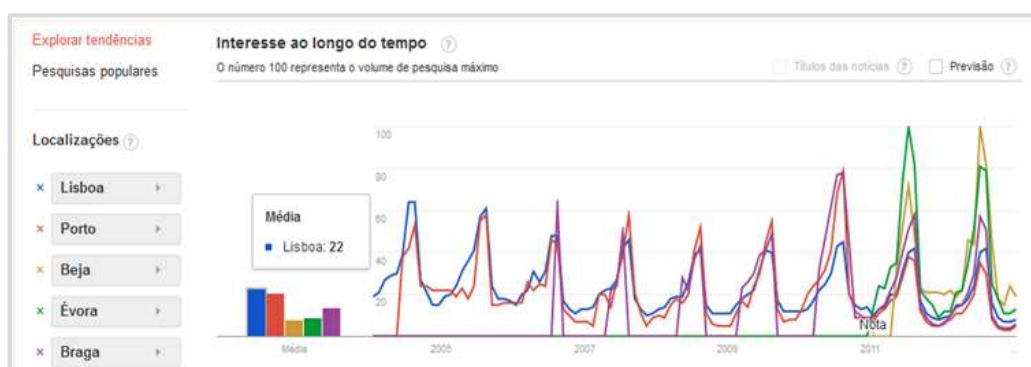 Explorar tendências
Pesquisas populares
Localizações ?
× Lisboa
× Porto
× Beja
× Évora
× Braga
Interesse ao longo do tempo ?
O número 100 representa o volume de pesquisa máximo
Títulos das notícias ?
Previsão ?
Média
Lisboa: 22
Média
100
80
60
40
20
Nota
2005
2007
2009
2011